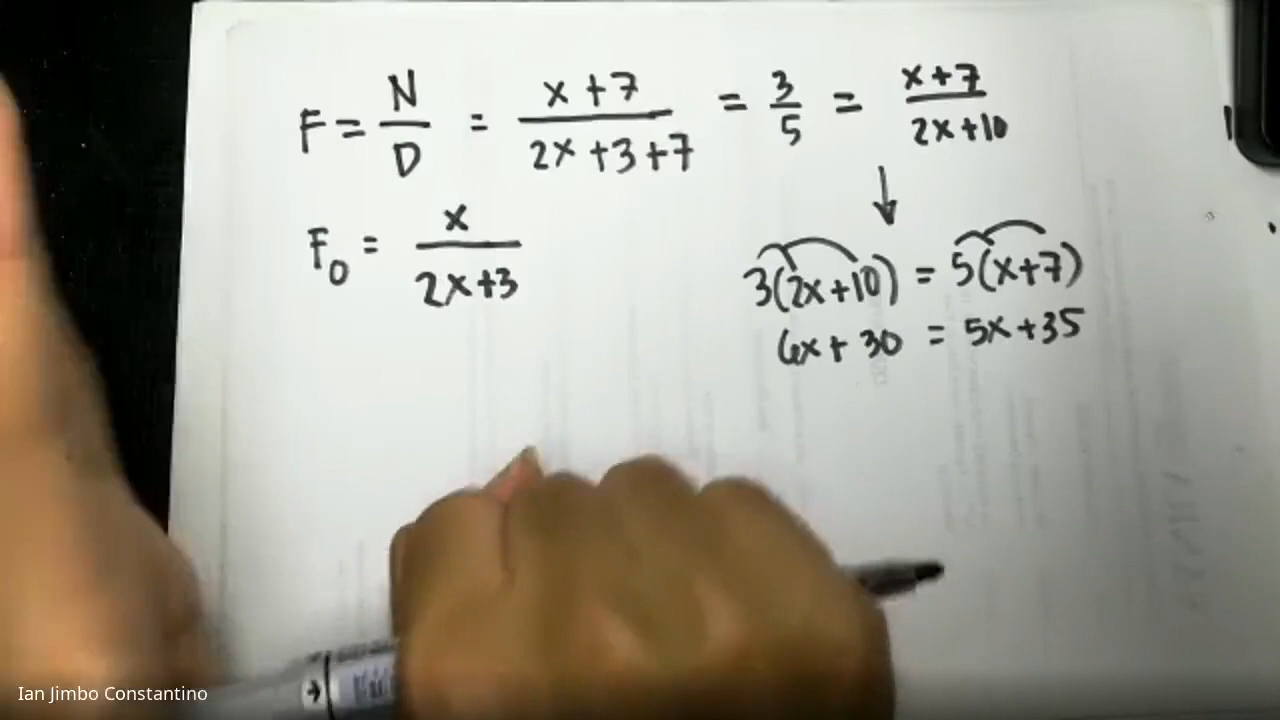 F = N/D = x+7/2x+3+7 = 3/5 = x+7/2x+10
↓
F₀ = x/2x+3
3(2x+10) = 5(x+7)
6x+30 = 5x+35
Ian Jimbo Constantino